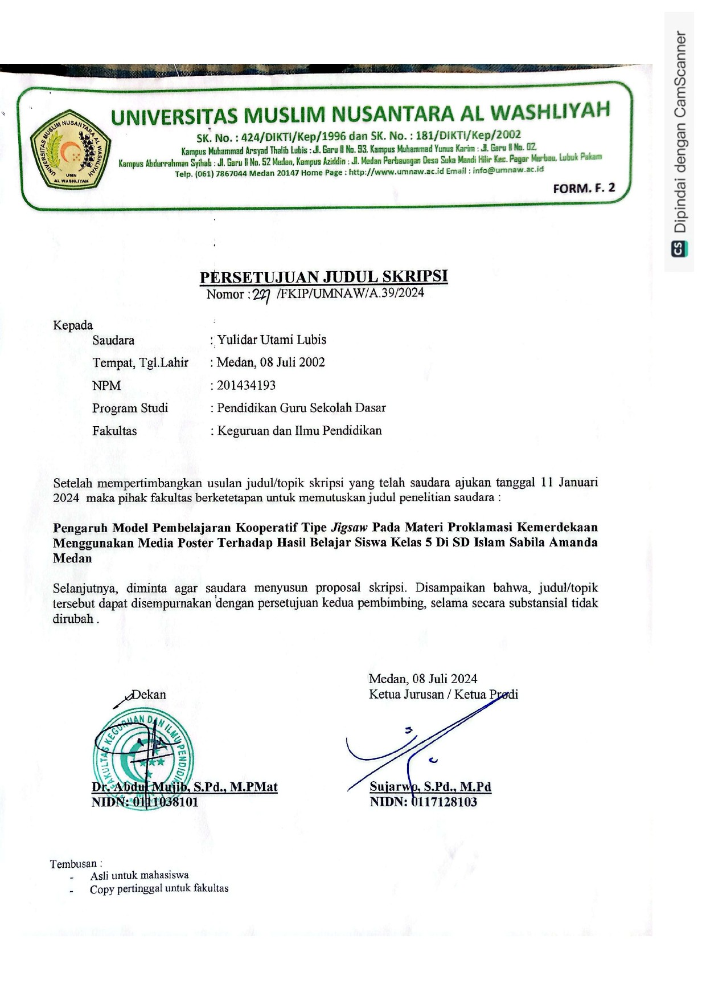 UNIVERSITAS MUSLIM NUSANTARA AL WASHLIYAH
SK. No. : 424/DIKTI/Kep/1996 dan SK. No. : 181/DIKTI/Kep/2002
Kampus Muhammad Arsyad Thalib Lubis : Jl. Garu II No. 93, Kampus Muhammad Yunus Karim : Jl. Garu II No. 02,
Kampus Abdurrahman Syihab : Jl. Garu II No. 52 Medan, Kampus Aziddin : Jl. Medan Perbaungan Desa Suka Mandi Hilir Kec. Pagar Merbau, Lubuk Pakam
Telp. (061) 7867044 Medan 20147 Home Page : http://www.umnaw.ac.id Email : info@umnaw.ac.id
FORM. F. 2
UNIVERSITAS MUSLIM NUSANTARA AL WASHLIYAH
UMN
AL WASHLIYAH
PERSETUJUAN JUDUL SKRIPSI
Nomor : 227 /FKIP/UMNAW/A.39/2024
Kepada
Saudara : Yulidar Utami Lubis
Tempat, Tgl.Lahir : Medan, 08 Juli 2002
NPM : 201434193
Program Studi : Pendidikan Guru Sekolah Dasar
Fakultas : Keguruan dan Ilmu Pendidikan
Setelah mempertimbangkan usulan judul/topik skripsi yang telah saudara ajukan tanggal 11 Januari
2024 maka pihak fakultas berketetapan untuk memutuskan judul penelitian saudara :
Pengaruh Model Pembelajaran Kooperatif Tipe Jigsaw Pada Materi Proklamasi Kemerdekaan
Menggunakan Media Poster Terhadap Hasil Belajar Siswa Kelas 5 Di SD Islam Sabila Amanda
Medan
Selanjutnya, diminta agar saudara menyusun proposal skripsi. Disampaikan bahwa, judul/topik
tersebut dapat disempurnakan dengan persetujuan kedua pembimbing, selama secara substansial tidak
dirubah .
Medan, 08 Juli 2024
Dekan
Ketua Jurusan / Ketua Prodi
FAKULTAS KEGURUAN DAN ILMU PENDIDIKAN
Dr. Abdul Mujib, S.Pd., M.PMat
NIDN: 0111038101
Sujarwo, S.Pd., M.Pd
NIDN: 0117128103
Tembusan :
- Asli untuk mahasiswa
- Copy pertinggal untuk fakultas
CS Dipindai dengan CamScanner